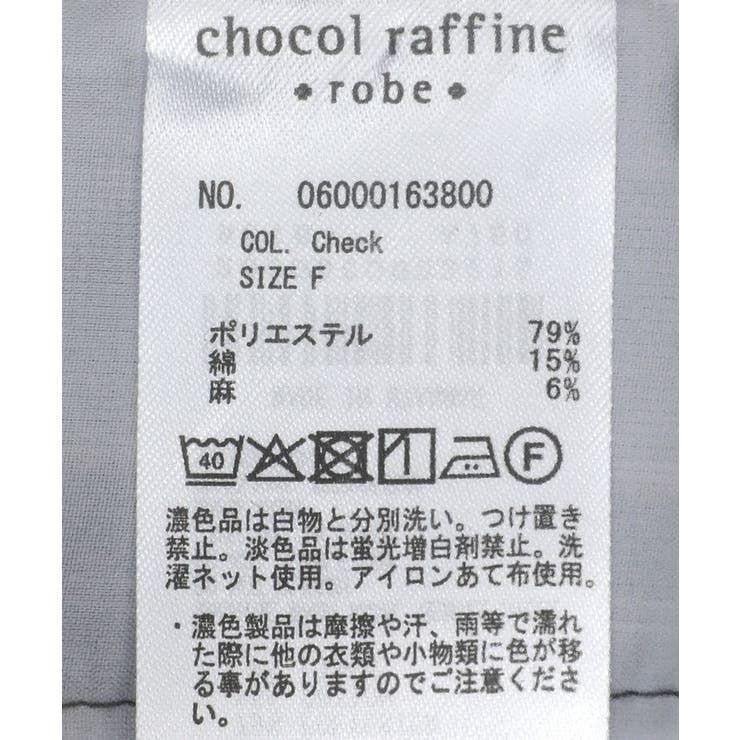 chocol raffine
• robe •
NO. 06000163800
COL. Check
SIZE F
ポリエステル 79%
綿 15%
麻 6%
40
F
濃色品は白物と分別洗い。つけ置き
禁止。淡色品は蛍光増白剤禁止。洗
濯ネット使用。アイロンあて布使用。
・濃色製品は摩擦や汗、雨等で濡れ
た際に他の衣類や小物類に色が移
る事がありますのでご注意くださ
い。